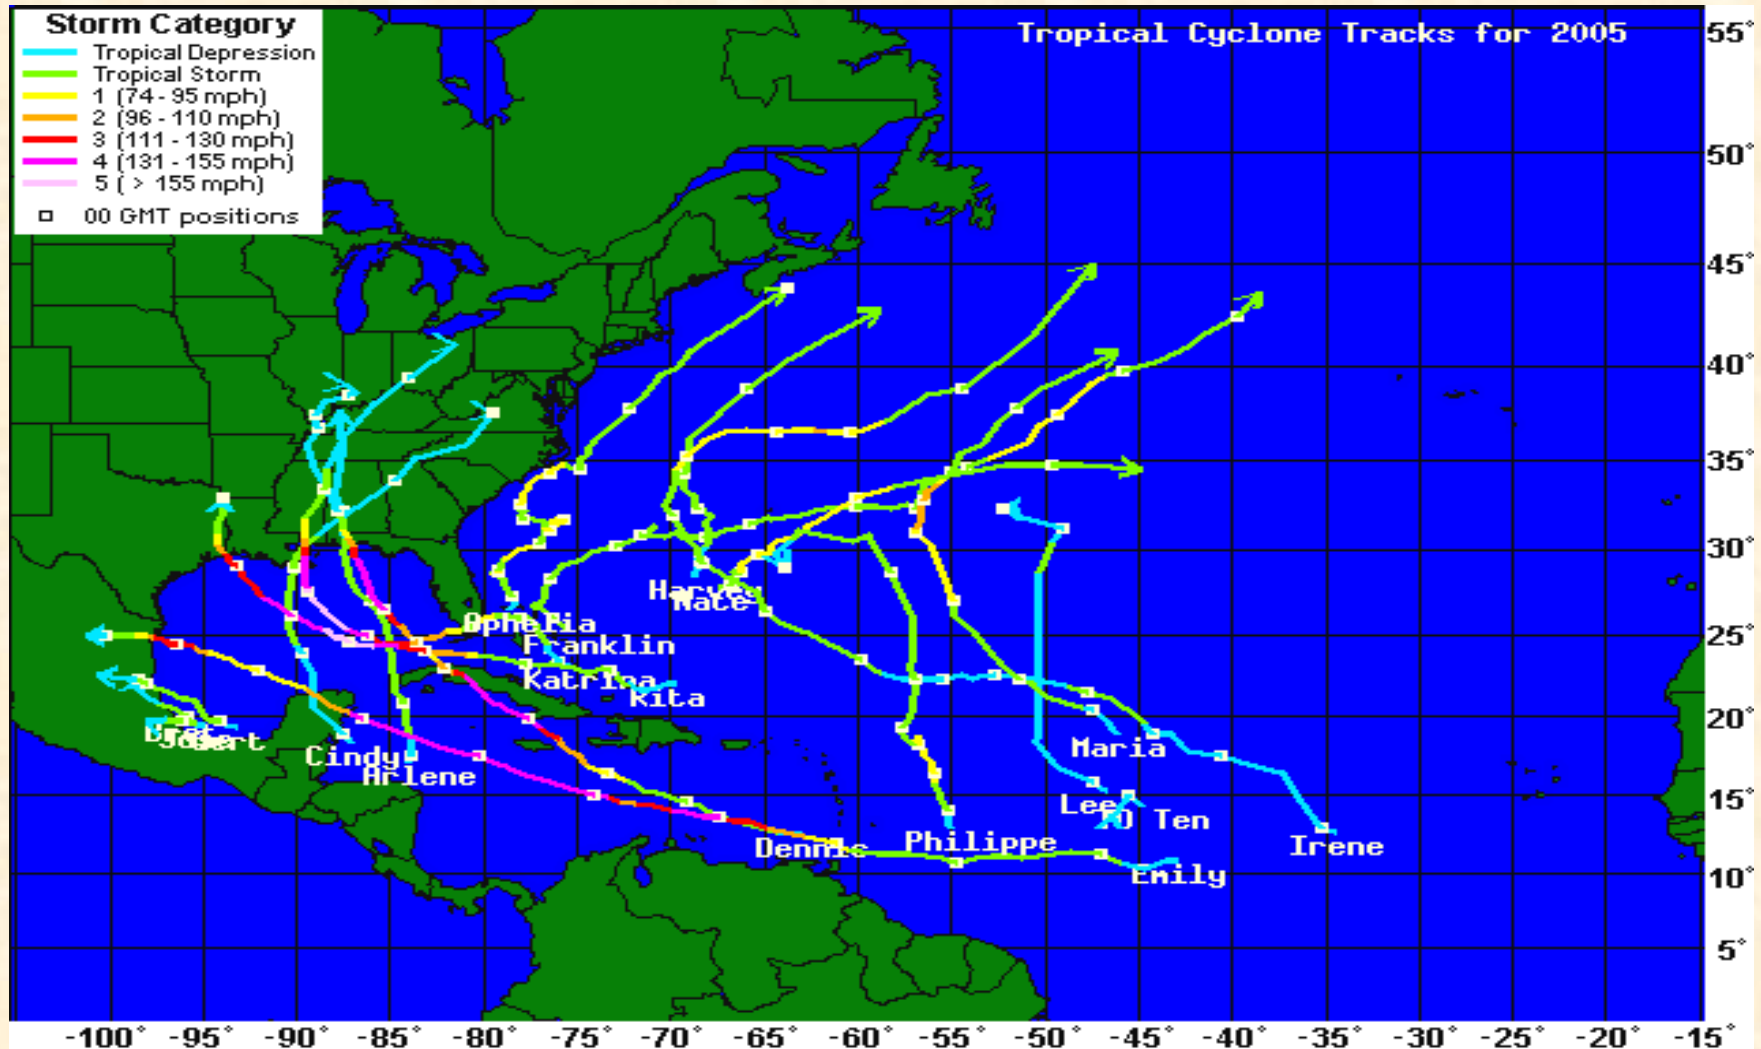 Storm Category
Tropical Depression
Tropical Storm
1 (74 - 95 mph)
2 (96 - 110 mph)
3 (111 - 130 mph)
4 (131 - 155 mph)
5 ( > 155 mph)
00 GMT positions
Tropical Cyclone Tracks for 2005
55°
50°
45°
40°
35°
30°
25°
20°
15°
10°
5°
Harvey
Nate
Ophelia
Franklin
Katrina
Rita
Cindy
Arlene
Maria
Lee
TD Ten
Irene
Philippe
Dennis
Emily
-100° -95° -90° -85° -80° -75° -70° -65° -60° -55° -50° -45° -40° -35° -30° -25° -20° -15°